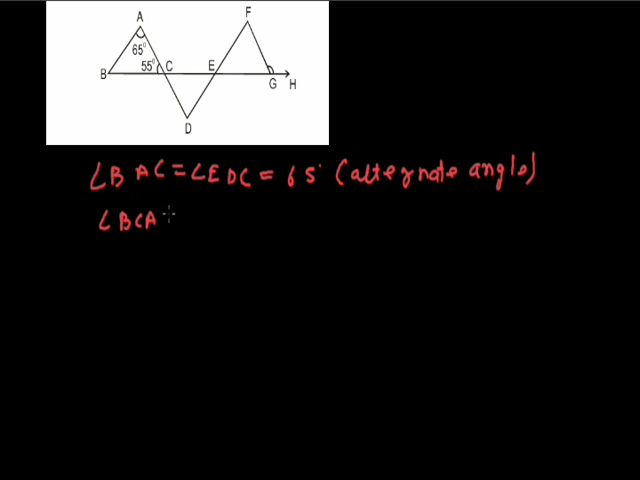 A
F
65°
55°
B
C
E
G
H
D
∠BAC = ∠EDC = 65° (alternate angle)
∠BCA